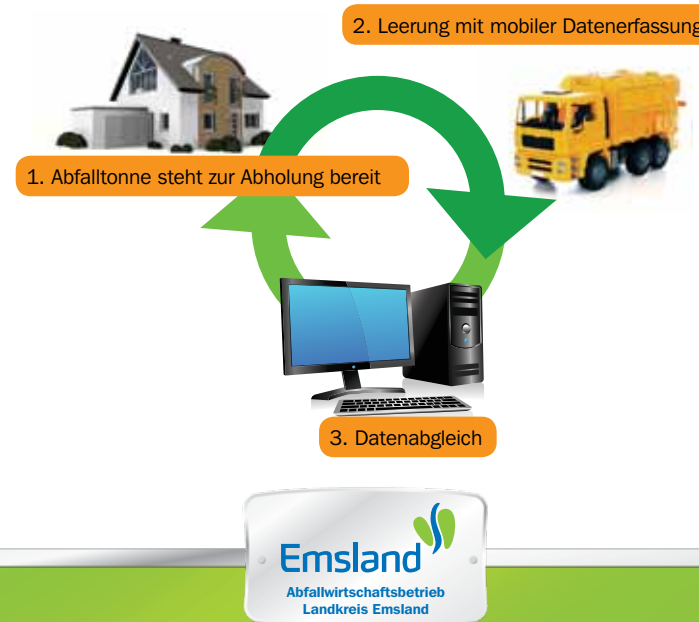 2. Leerung mit mobiler Datenerfassung
1. Abfalltonne steht zur Abholung bereit
3. Datenabgleich
Emsland
Abfallwirtschaftsbetrieb
Landkreis Emsland